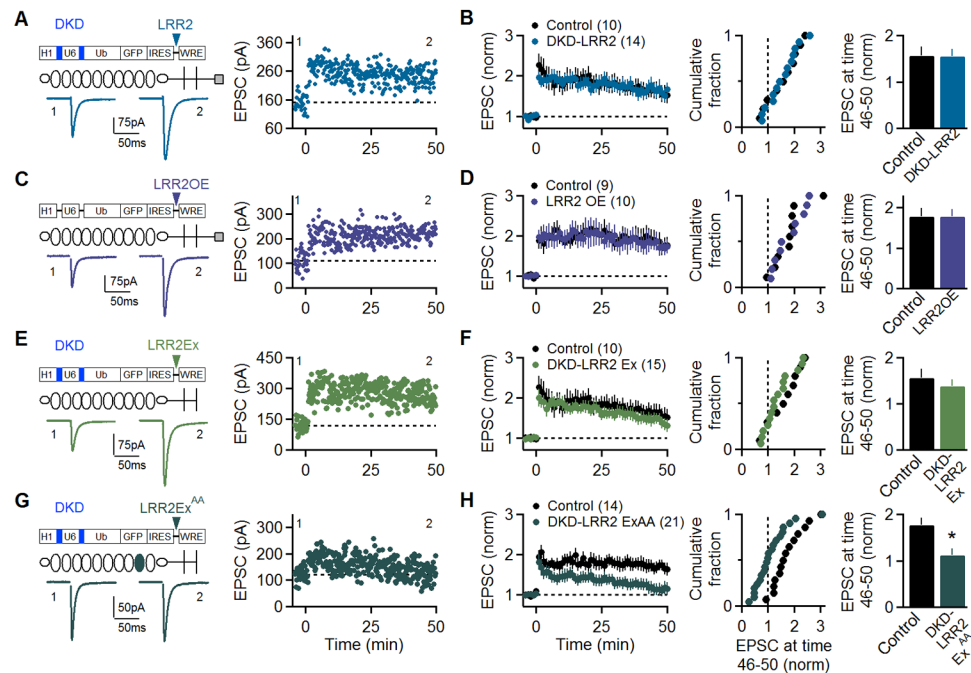 A
DKD
LRR2
H1 U6 Ub GFP IRES WRE
1
2
75pA
50ms
EPSC (pA)
360
260
160
60
1
2
0 25 50
B
Control (10)
DKD-LRR2 (14)
EPSC (norm)
3
2
1
0 25 50
Cumulative
fraction
1
0
0 1 2 3
EPSC at time
46-50 (norm)
2
1
0
Control
DKD-LRR2
C
LRR2OE
H1 U6 Ub GFP IRES WRE
1
2
75pA
50ms
EPSC (pA)
400
300
200
100
0
1
2
0 25 50
D
Control (9)
LRR2 OE (10)
EPSC (norm)
3
2
1
0 25 50
Cumulative
fraction
1
0
0 1 2 3
EPSC at time
46-50 (norm)
2
1
0
Control
LRR2OE
E
DKD
LRR2Ex
H1 U6 Ub GFP IRES WRE
1
2
75pA
50ms
EPSC (pA)
450
300
150
0
1
2
0 25 50
F
Control (10)
DKD-LRR2 Ex (15)
EPSC (norm)
3
2
1
0 25 50
Cumulative
fraction
1
0
0 1 2 3
EPSC at time
46-50 (norm)
2
1
0
Control
DKD-
LRR2
Ex
G
DKD
LRR2Ex^AA
H1 U6 Ub GFP IRES WRE
1
2
50pA
50ms
EPSC (pA)
300
200
100
0
1
2
0 25 50
Time (min)
H
Control (14)
DKD-LRR2 ExAA (21)
EPSC (norm)
3
2
1
0 25 50
Time (min)
Cumulative
fraction
1
0
0 1 2 3
EPSC at time
46-50 (norm)
EPSC at time
46-50 (norm)
2
1
0
*
Control
DKD-
LRR2
Ex^AA